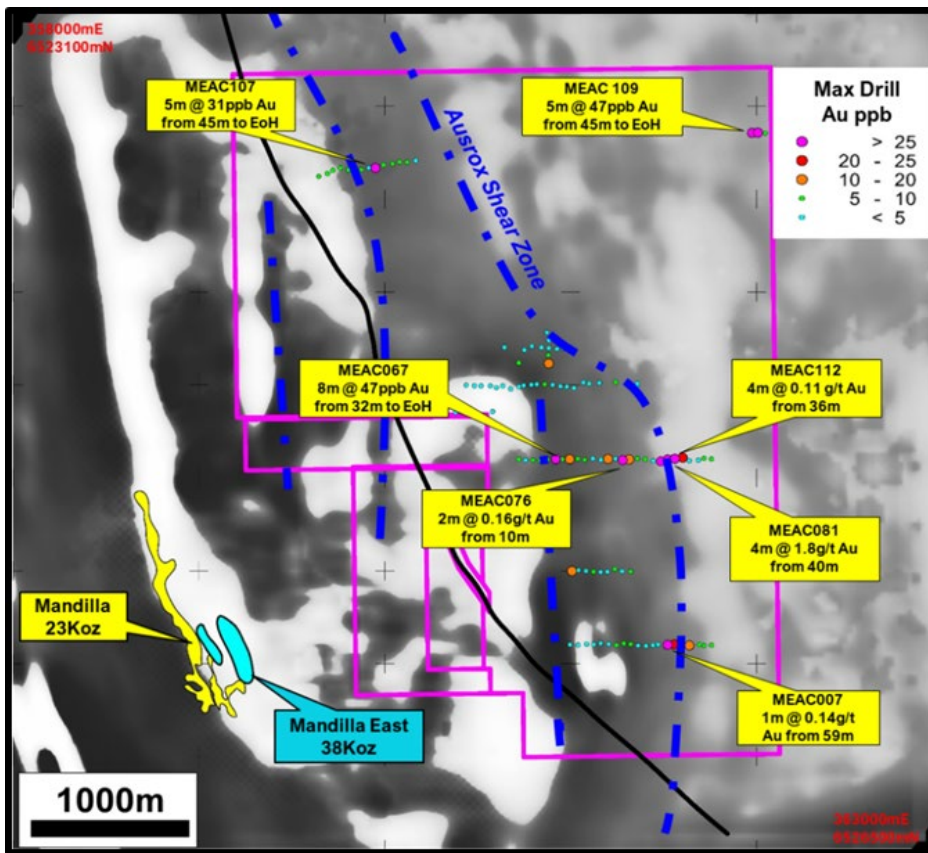 358000mE
6523100mN
MEAC107
5m @ 31ppb Au
from 45m to EoH
MEAC 109
5m @ 47ppb Au
from 45m to EoH
Max Drill
Au ppb
> 25
20 - 25
10 - 20
5 - 10
< 5
Ausrox Shear Zone
MEAC067
8m @ 47ppb Au
from 32m to EoH
MEAC112
4m @ 0.11 g/t Au
from 36m
MEAC076
2m @ 0.16g/t Au
from 10m
MEAC081
4m @ 1.8g/t Au
from 40m
Mandilla
23Koz
Mandilla East
38Koz
MEAC007
1m @ 0.14g/t
Au from 59m
1000m
363000mE